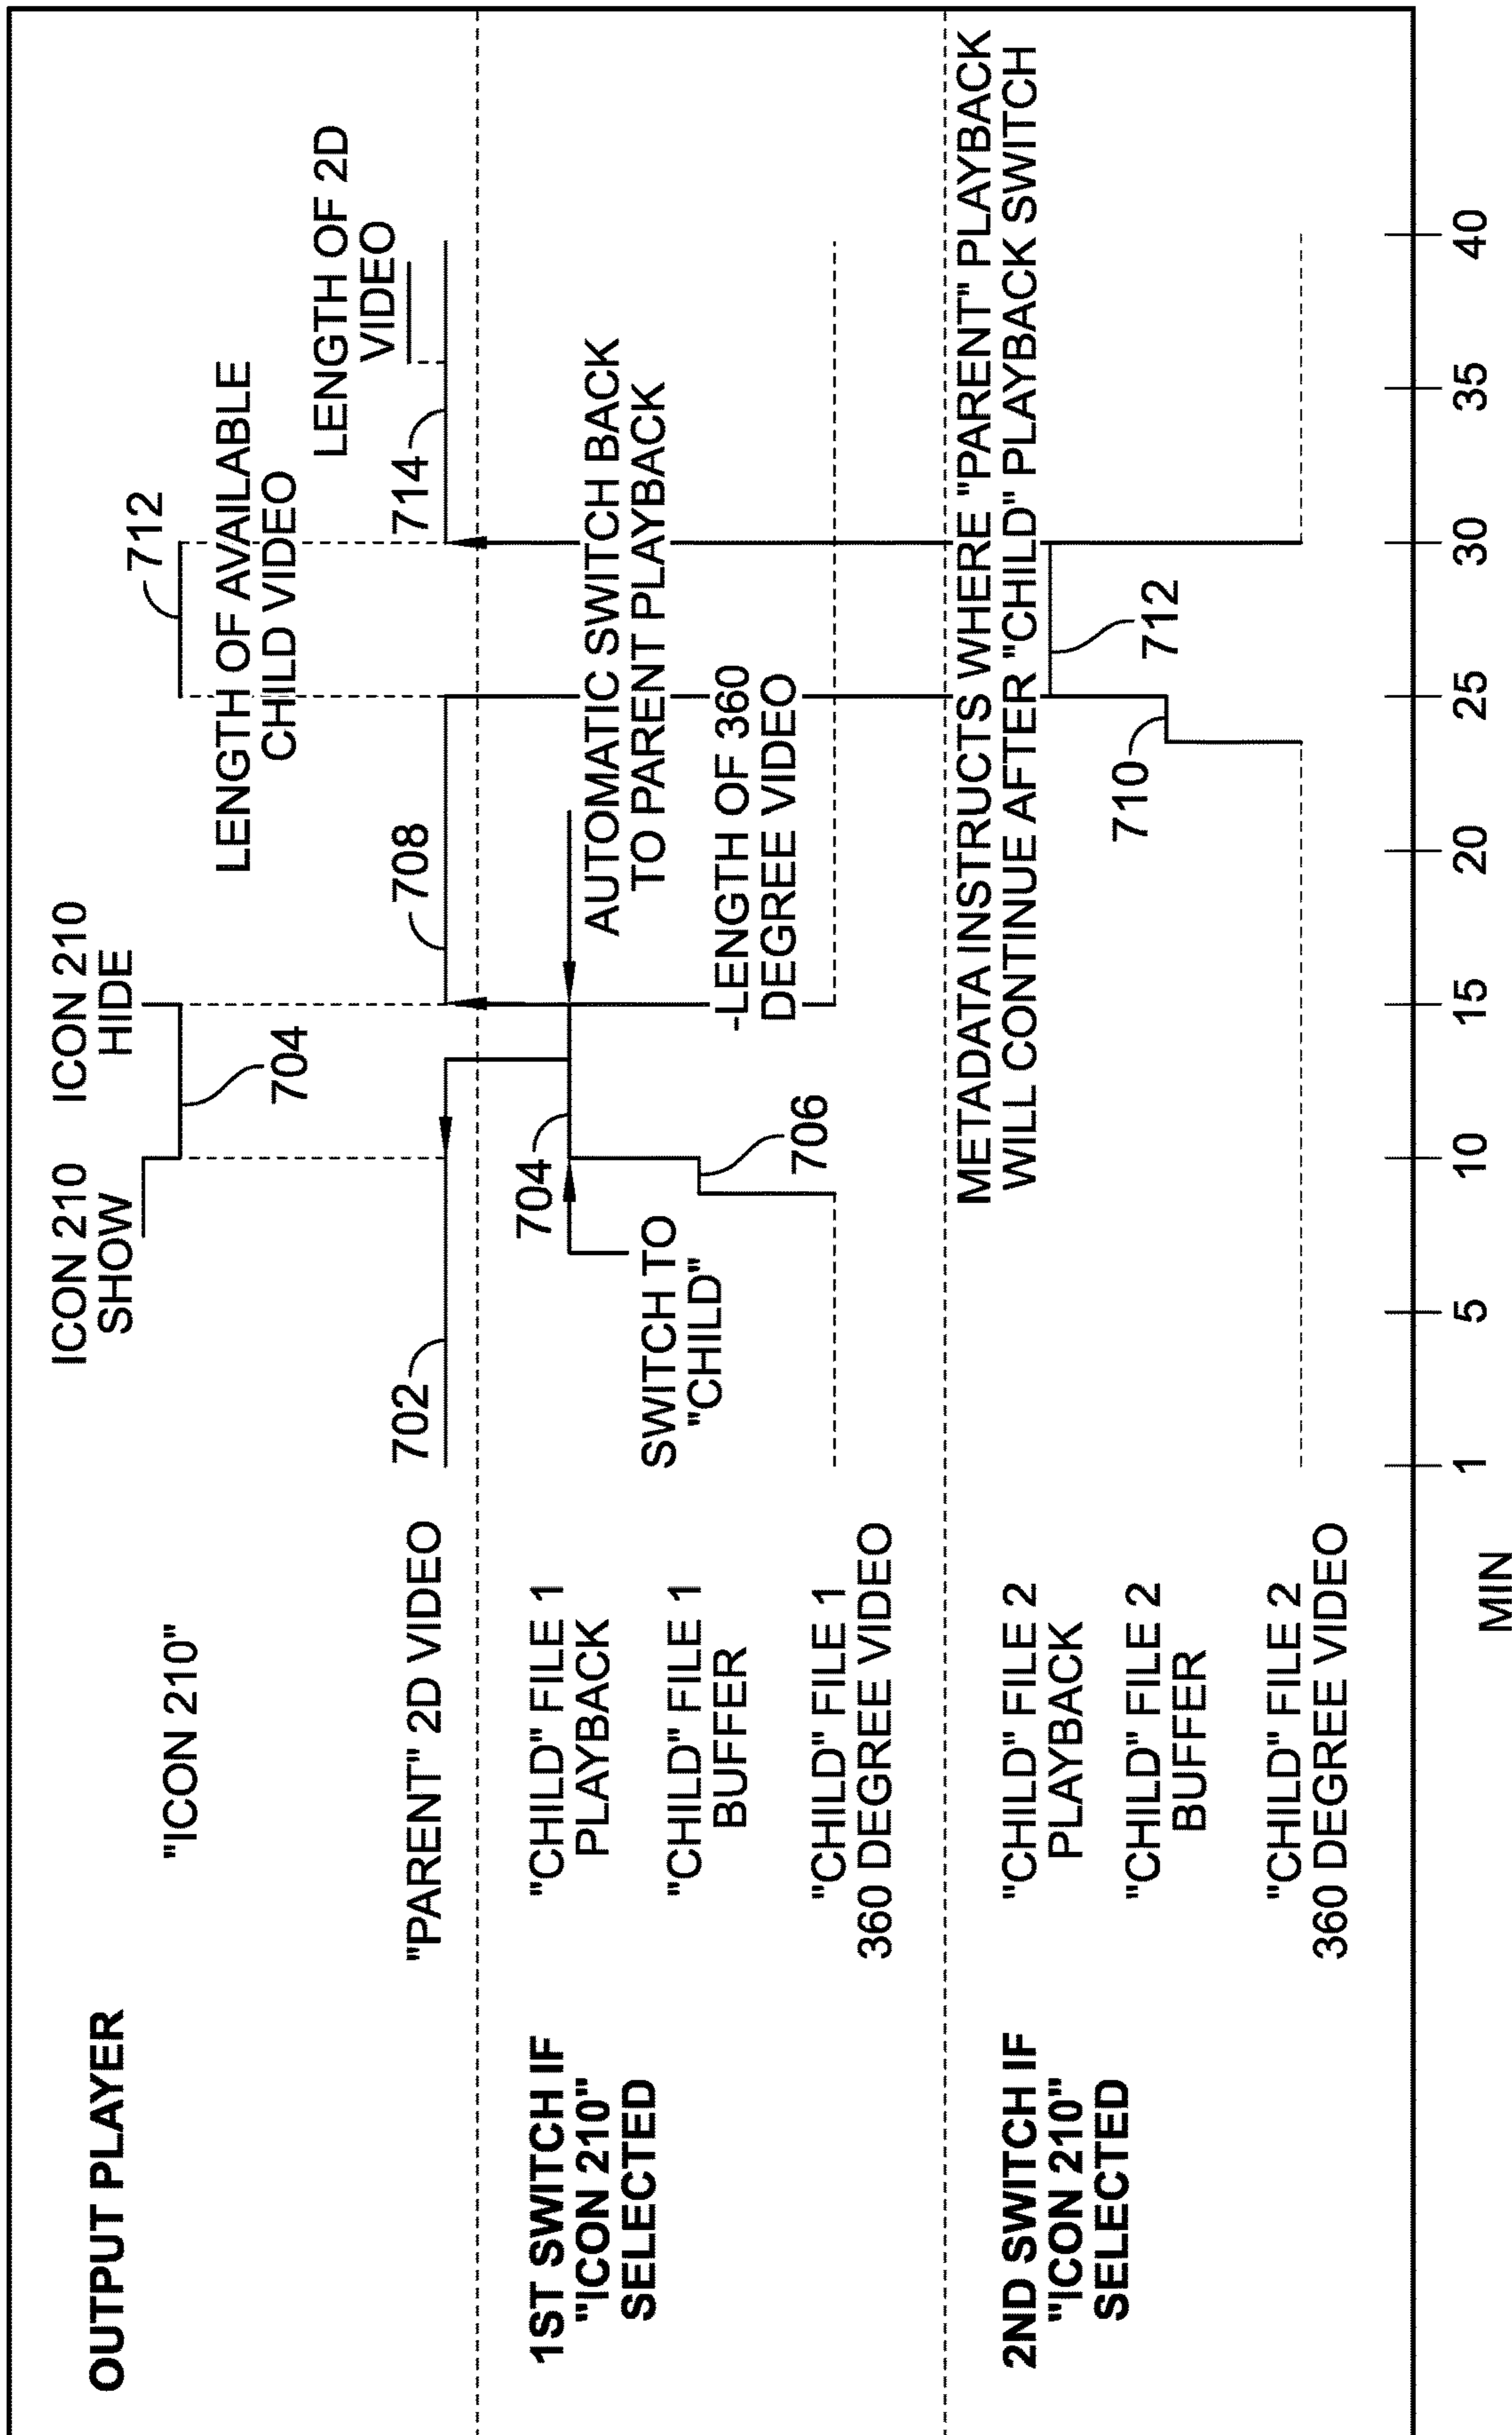 OUTPUT PLAYER
"ICON 210"
ICON 210
SHOW
ICON 210
HIDE
704
712
LENGTH OF AVAILABLE
CHILD VIDEO
LENGTH OF 2D
VIDEO
"PARENT" 2D VIDEO
702
708
714
1ST SWITCH IF
"ICON 210"
SELECTED
"CHILD" FILE 1
PLAYBACK
"CHILD" FILE 1
BUFFER
"CHILD" FILE 1
360 DEGREE VIDEO
704
SWITCH TO
"CHILD"
706
AUTOMATIC SWITCH BACK
TO PARENT PLAYBACK
-LENGTH OF 360
DEGREE VIDEO
2ND SWITCH IF
"ICON 210"
SELECTED
"CHILD" FILE 2
PLAYBACK
"CHILD" FILE 2
BUFFER
"CHILD" FILE 2
360 DEGREE VIDEO
METADATA INSTRUCTS WHERE "PARENT" PLAYBACK
WILL CONTINUE AFTER "CHILD" PLAYBACK SWITCH
710
712
MIN
1 5 10 15 20 25 30 35 40